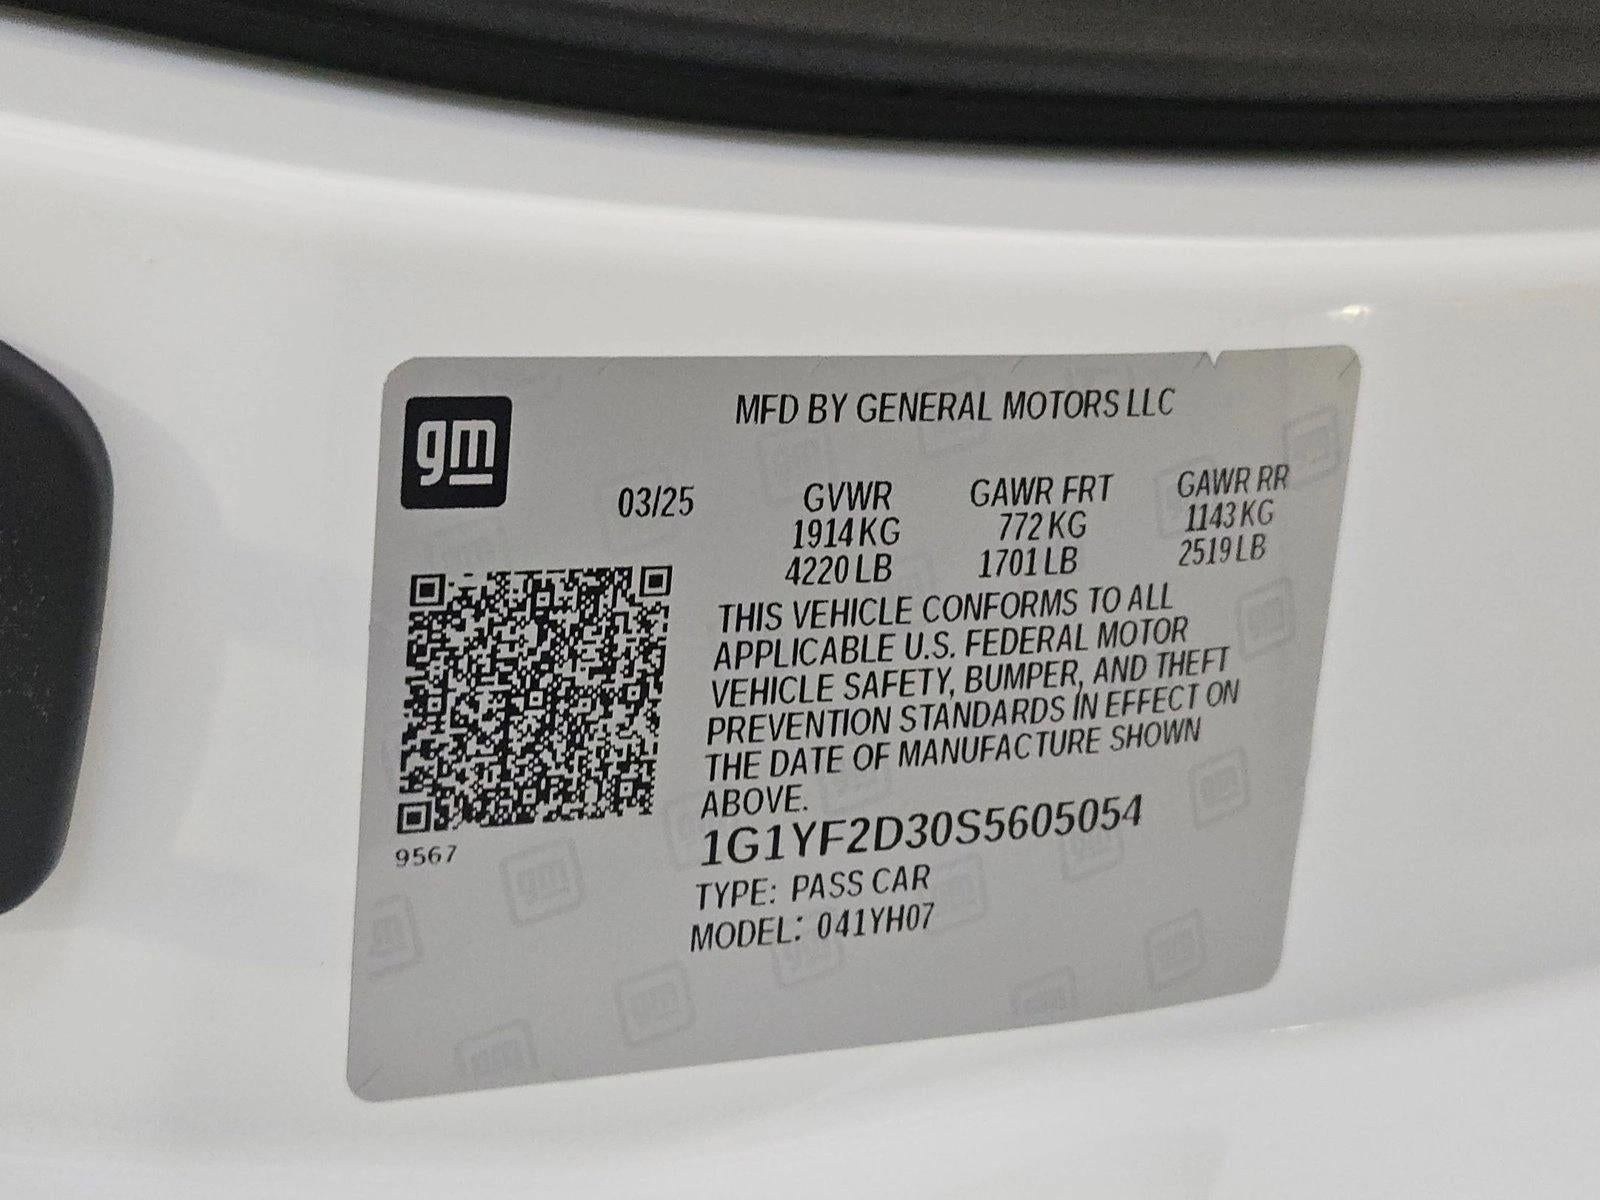 gm
MFD BY GENERAL MOTORS LLC
03/25 GVWR GAWR FRT GAWR RR
1914KG 772KG 1143KG
4220LB 1701LB 2519LB
THIS VEHICLE CONFORMS TO ALL
APPLICABLE U.S. FEDERAL MOTOR
VEHICLE SAFETY, BUMPER, AND THEFT
PREVENTION STANDARDS IN EFFECT ON
THE DATE OF MANUFACTURE SHOWN
ABOVE.
1G1YF2D30S5605054
9567
TYPE: PASS CAR
MODEL: 041YH07